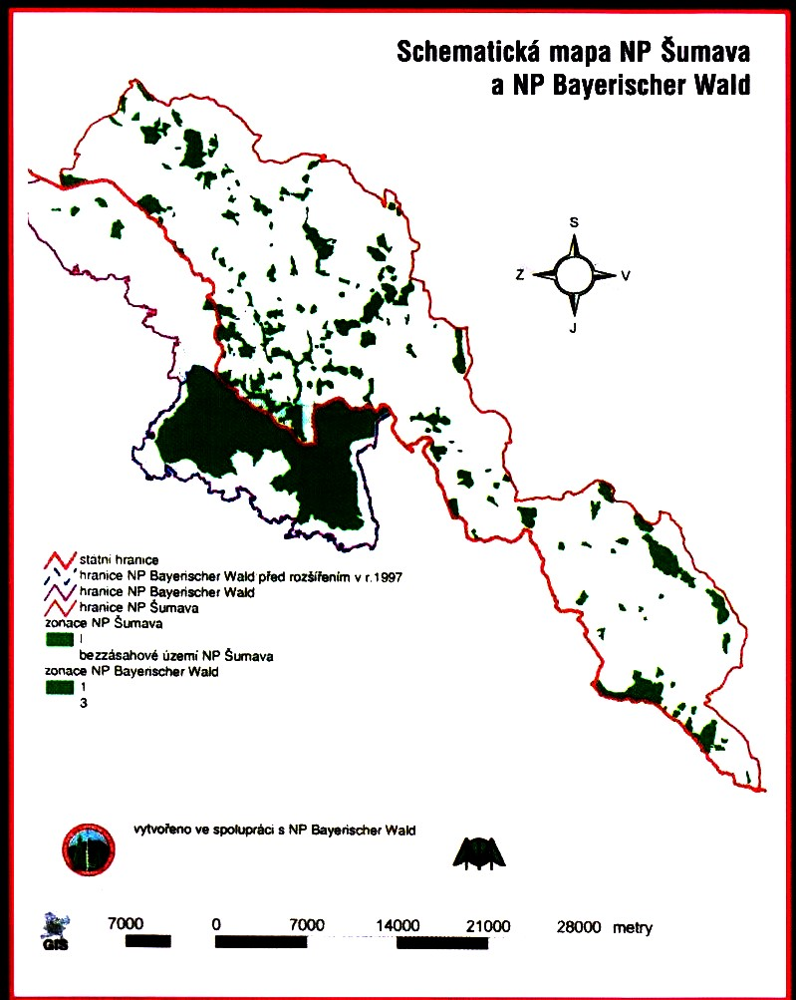 Schematická mapa NP Šumava
a NP Bayerischer Wald
S
Z
V
J
státní hranice
hranice NP Bayerischer Wald před rozšířením v r.1997
hranice NP Bayerischer Wald
hranice NP Šumava
zonace NP Šumava
I
bezzásahové území NP Šumava
zonace NP Bayerischer Wald
1
3
vytvořeno ve spolupráci s NP Bayerischer Wald
GIS
7000 0 7000 14000 21000 28000 metry